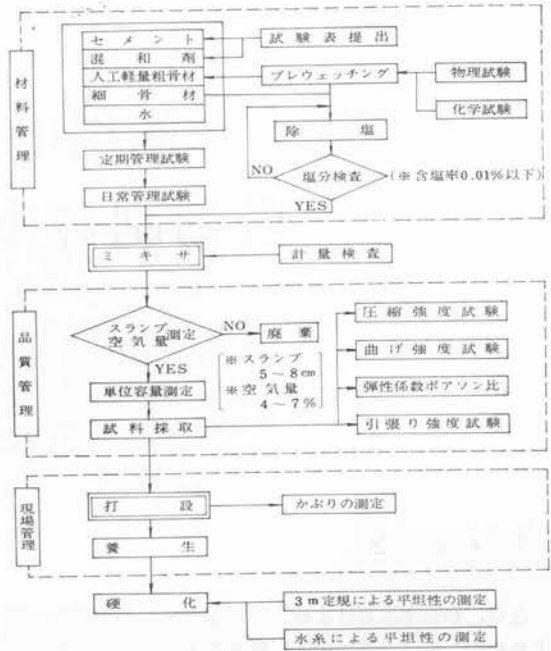 材料管理
セメント
混和剤
人工軽量粗骨材
細骨材
水
試験表提出
プレウェッチング
物理試験
化学試験
除塩
定期管理試験
日常管理試験
NO
塩分検査
(※含塩率0.01%以下)
YES
ミキサ
計量検査
品質管理
スランプ
空気量
測定
NO
廃棄
YES
※スランプ
5~8cm
※空気量
4~7%
単位容量測定
試料採取
圧縮強度試験
曲げ強度試験
弾性係数ポアソン比
引張り強度試験
現場管理
打設
かぶりの測定
養生
硬化
3m定規による平坦性の測定
水糸による平坦性の測定